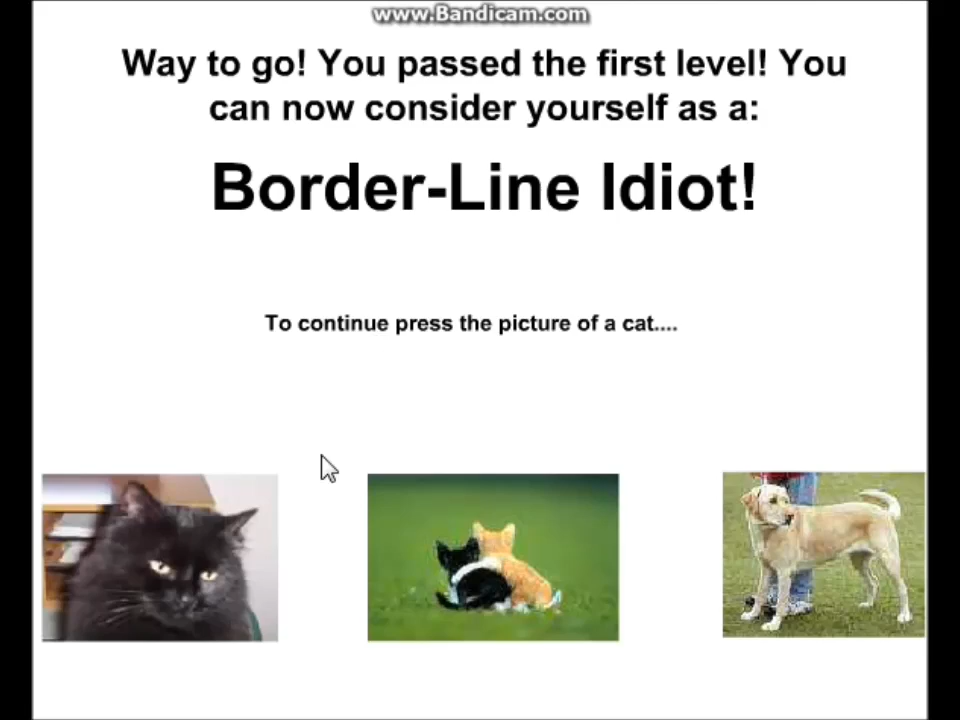 www.Bandicam.com
Way to go! You passed the first level! You
can now consider yourself as a:
Border-Line Idiot!
To continue press the picture of a cat....